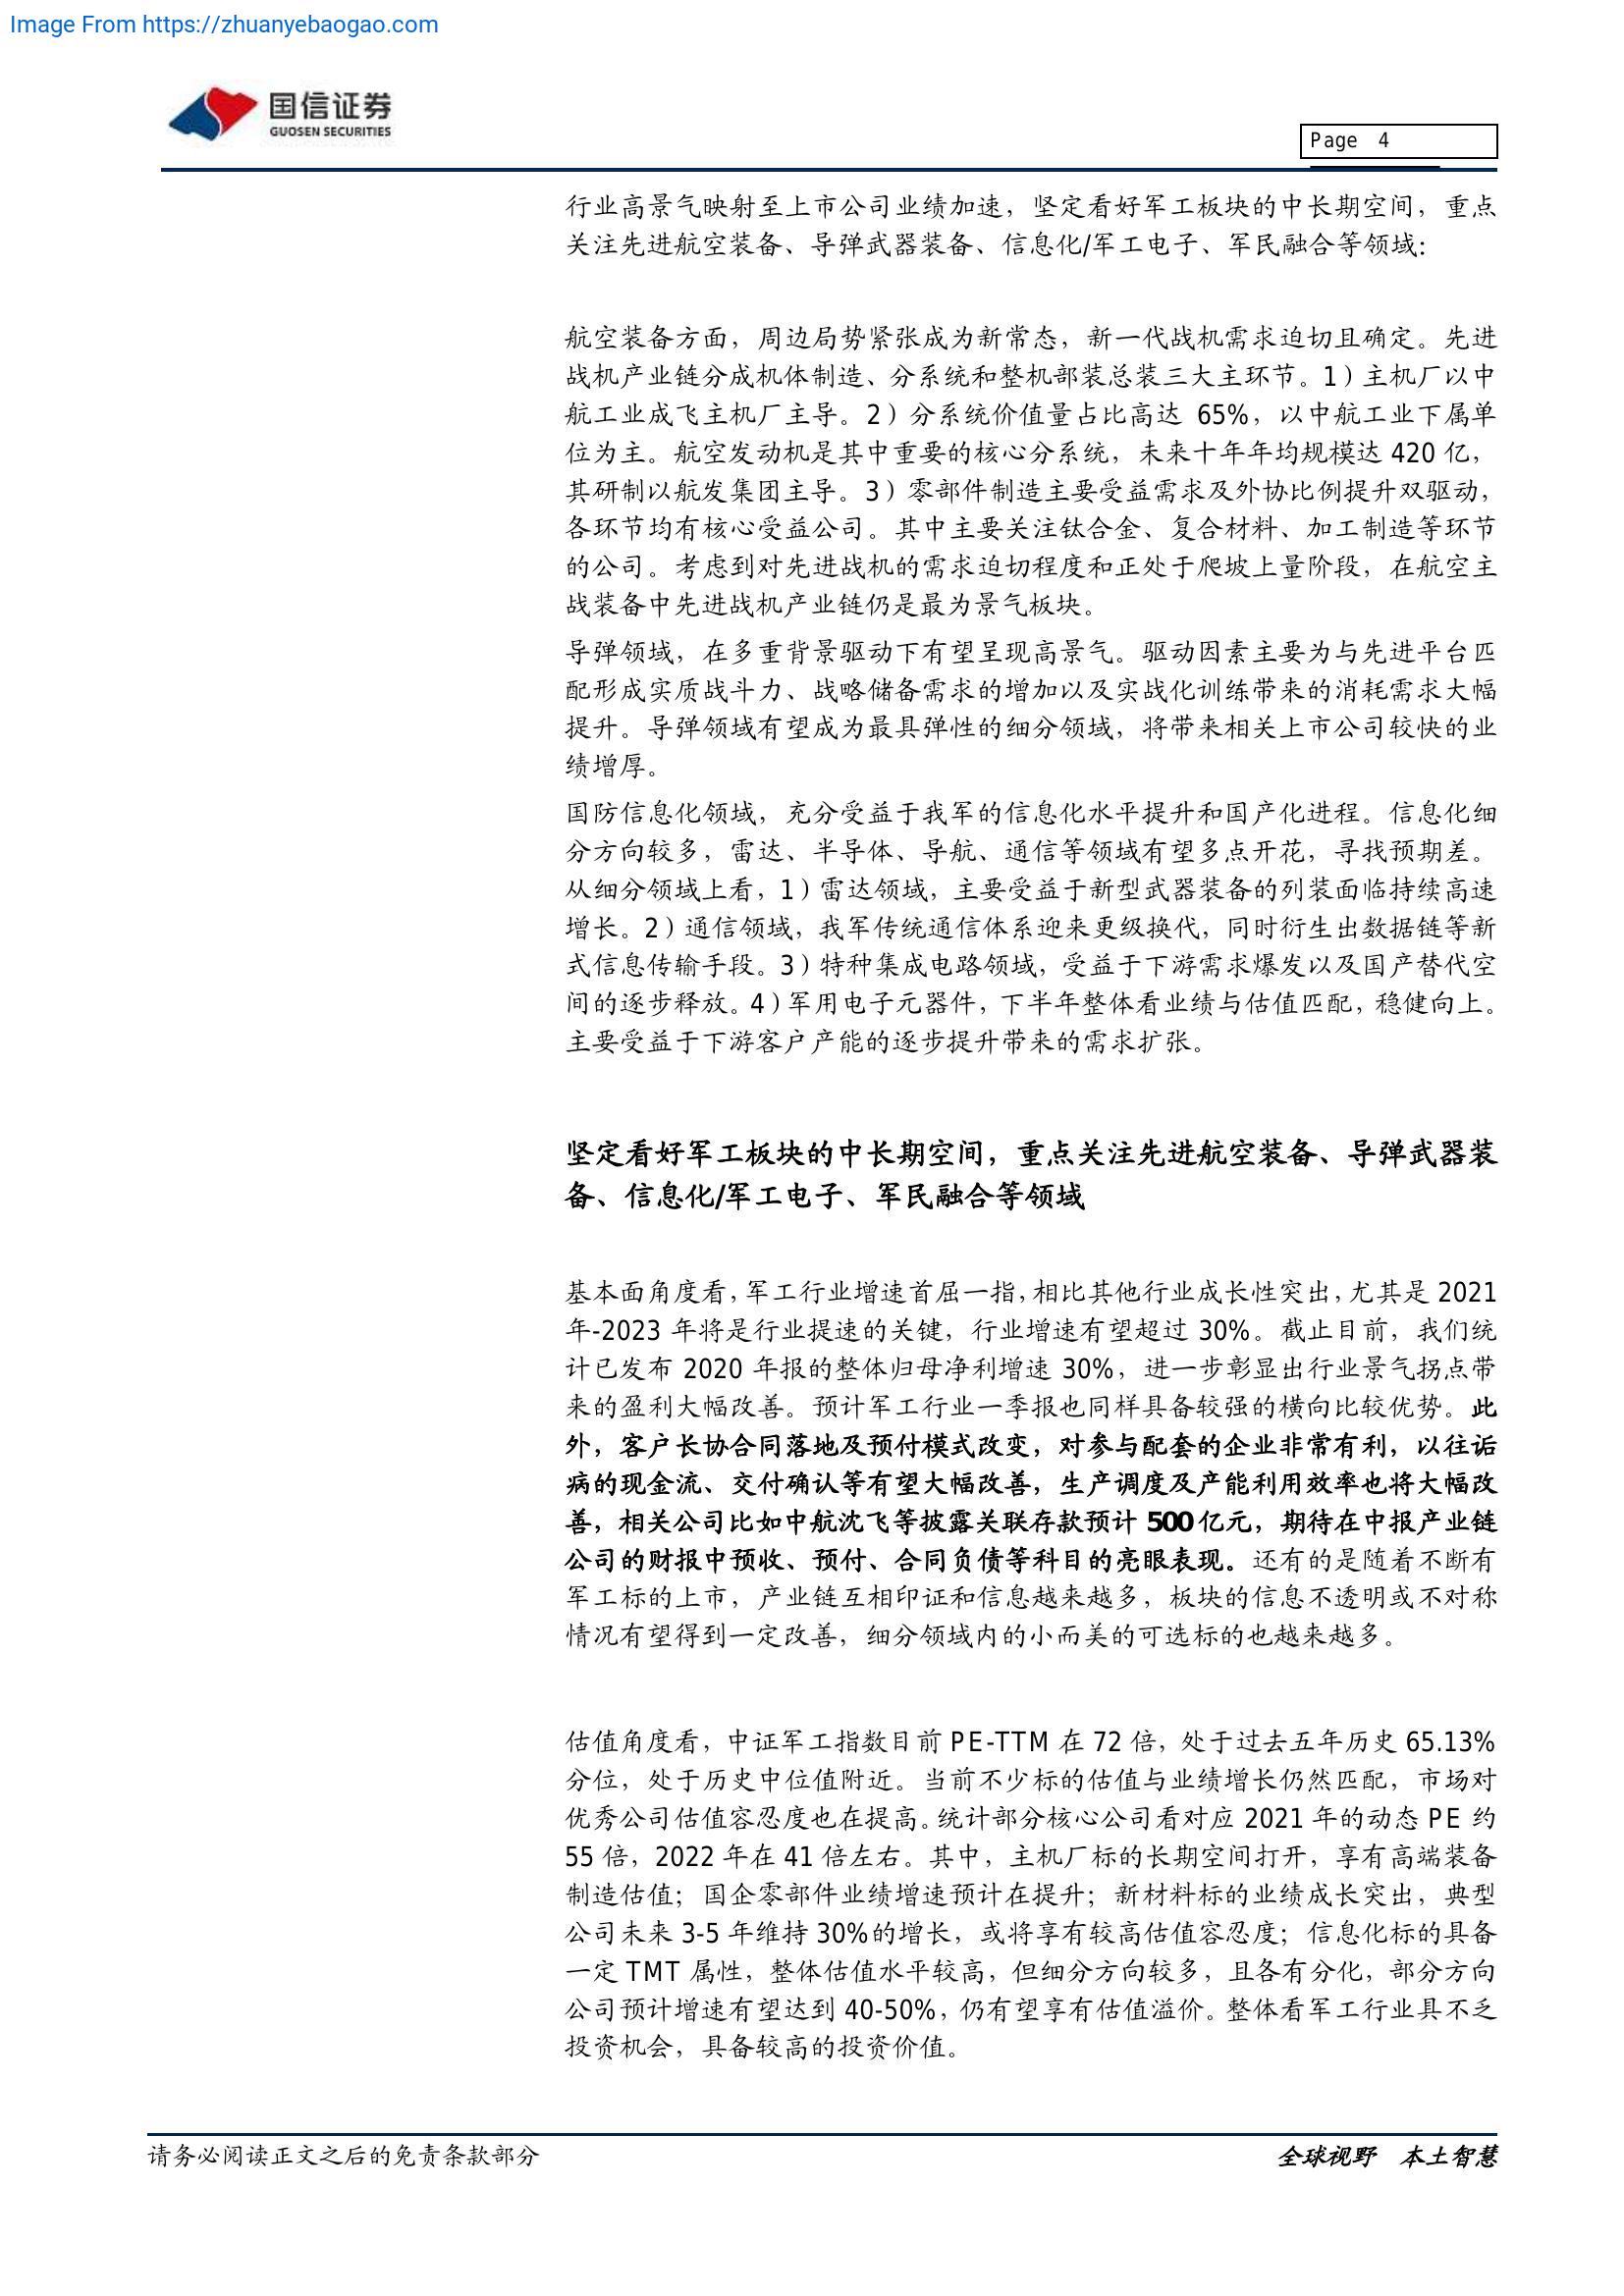 Image From https://zhuanyebaogao.com
国信证券
GUOSEN SECURITIES
Page 4
行业高景气映射至上市公司业绩加速，坚定看好军工板块的中长期空间，重点
关注先进航空装备、导弹武器装备、信息化/军工电子、军民融合等领域：
航空装备方面，周边局势紧张成为新常态，新一代战机需求迫切且确定。先进
战机产业链分成机体制造、分系统和整机部装总装三大主环节。1）主机厂以中
航工业成飞主机厂主导。2）分系统价值量占比高达 65%，以中航工业下属单
位为主。航空发动机是其中重要的核心分系统，未来十年年均规模达 420 亿，
其研制以航发集团主导。3）零部件制造主要受益需求及外协比例提升双驱动，
各环节均有核心受益公司。其中主要关注钛合金、复合材料、加工制造等环节
的公司。考虑到对先进战机的需求迫切程度和正处于爬坡上量阶段，在航空主
战装备中先进战机产业链仍是最为景气板块。
导弹领域，在多重背景驱动下有望呈现高景气。驱动因素主要为与先进平台匹
配形成实质战斗力、战略储备需求的增加以及实战化训练带来的消耗需求大幅
提升。导弹领域有望成为最具弹性的细分领域，将带来相关上市公司较快的业
绩增厚。
国防信息化领域，充分受益于我军的信息化水平提升和国产化进程。信息化细
分方向较多，雷达、半导体、导航、通信等领域有望多点开花，寻找预期差。
从细分领域上看，1）雷达领域，主要受益于新型武器装备的列装面临持续高速
增长。2）通信领域，我军传统通信体系迎来更级换代，同时衍生出数据链等新
式信息传输手段。3）特种集成电路领域，受益于下游需求爆发以及国产替代空
间的逐步释放。4）军用电子元器件，下半年整体看业绩与估值匹配，稳健向上。
主要受益于下游客户产能的逐步提升带来的需求扩张。
坚定看好军工板块的中长期空间，重点关注先进航空装备、导弹武器装
备、信息化/军工电子、军民融合等领域
基本面角度看，军工行业增速首屈一指，相比其他行业成长性突出，尤其是 2021
年-2023 年将是行业提速的关键，行业增速有望超过 30%。截止目前，我们统
计已发布 2020 年报的整体归母净利增速 30%，进一步彰显出行业景气拐点带
来的盈利大幅改善。预计军工行业一季报也同样具备较强的横向比较优势。此
外，客户长协合同落地及预付模式改变，对参与配套的企业非常有利，以往诟
病的现金流、交付确认等有望大幅改善，生产调度及产能利用效率也将大幅改
善，相关公司比如中航沈飞等披露关联存款预计 500 亿元，期待在中报产业链
公司的财报中预收、预付、合同负债等科目的亮眼表现。还有的是随着不断有
军工标的上市，产业链互相印证和信息越来越多，板块的信息不透明或不对称
情况有望得到一定改善，细分领域内的小而美的可选标的也越来越多。
估值角度看，中证军工指数目前 PE-TTM 在 72 倍，处于过去五年历史 65.13%
分位，处于历史中位值附近。当前不少标的估值与业绩增长仍然匹配，市场对
优秀公司估值容忍度也在提高。统计部分核心公司看对应 2021 年的动态 PE 约
55 倍，2022 年在 41 倍左右。其中，主机厂标的长期空间打开，享有高端装备
制造估值；国企零部件业绩增速预计在提升；新材料标的业绩成长突出，典型
公司未来 3-5 年维持 30%的增长，或将享有较高估值容忍度；信息化标的具备
一定 TMT 属性，整体估值水平较高，但细分方向较多，且各有分化，部分方向
公司预计增速有望达到 40-50%，仍有望享有估值溢价。整体看军工行业具不乏
投资机会，具备较高的投资价值。
请务必阅读正文之后的免责条款部分
全球视野 本土智慧